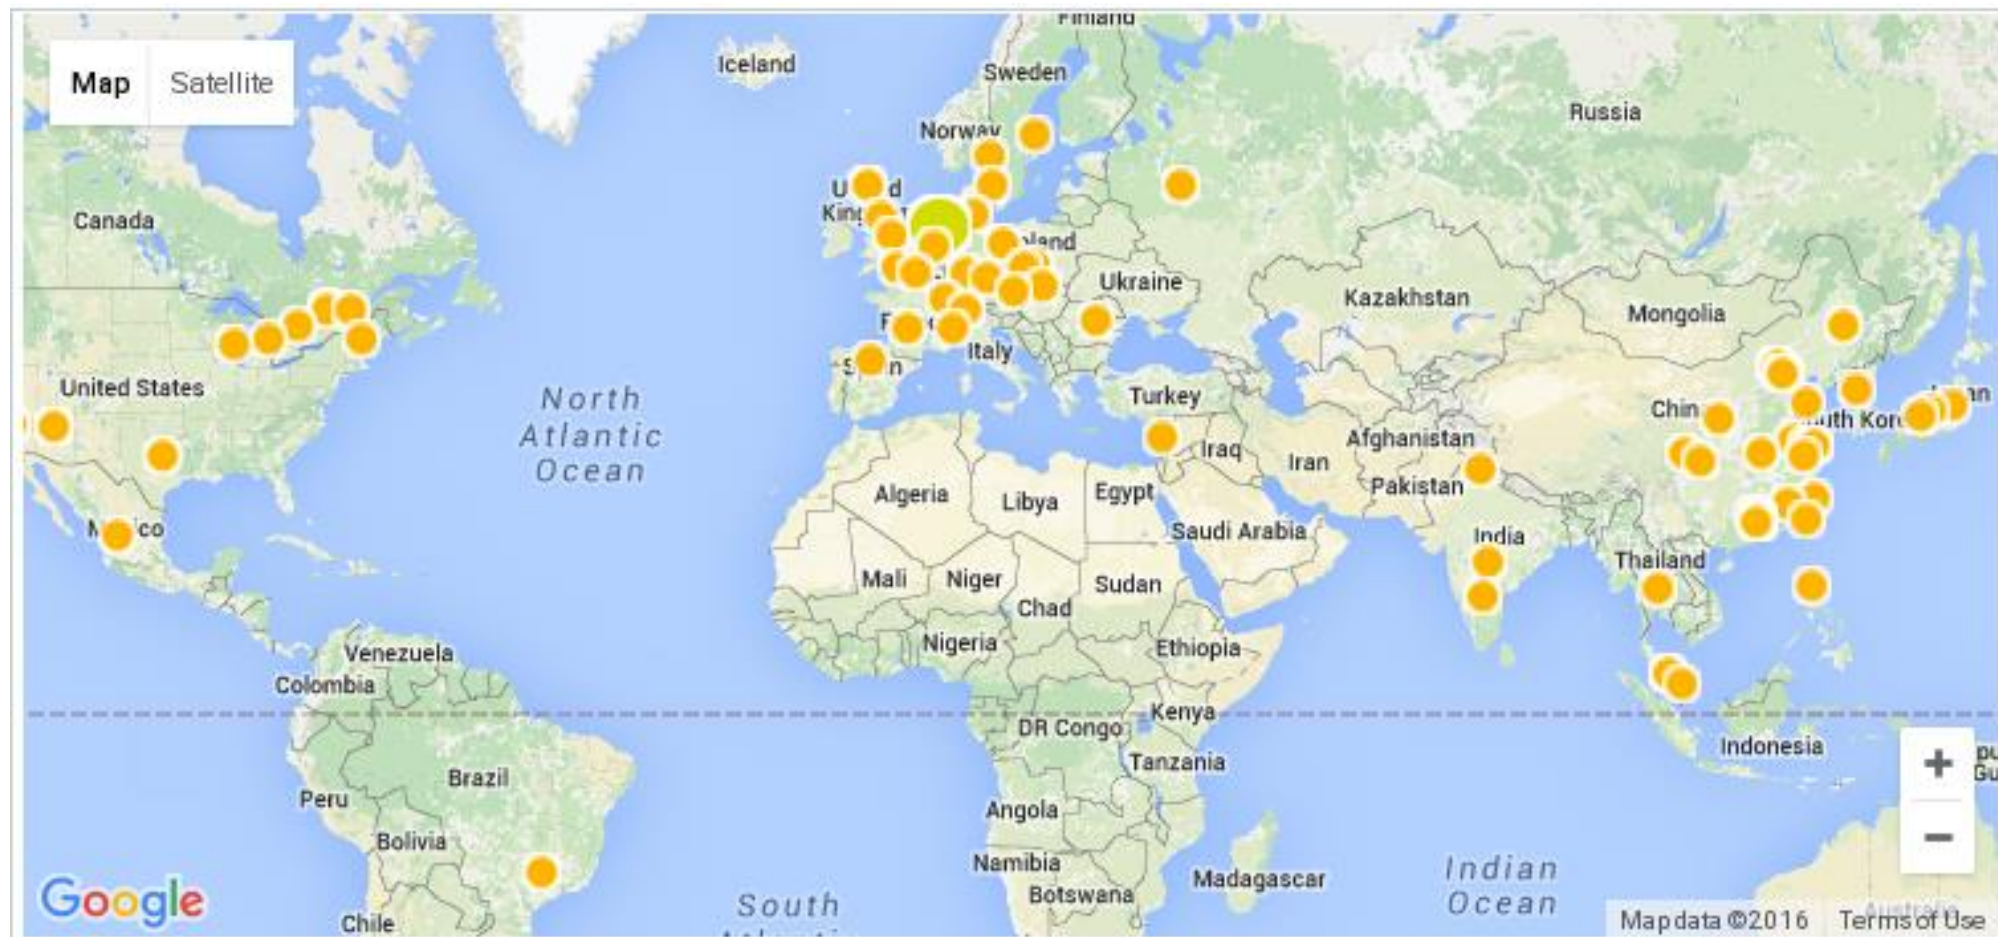 Finland
Map Satellite
Iceland
Sweden
Russia
Norway
Canada
Ukraine
Kazakhstan
Mongolia
Italy
United States
Turkey
North
Atlantic
Ocean
Iraq
Afghanistan
Iran
Pakistan
Algeria
Libya
Egypt
Saudi Arabia
India
Thailand
Mali
Niger
Sudan
Chad
Nigeria
Ethiopia
Venezuela
Colombia
Kenya
DR Congo
Indonesia
Tanzania
Brazil
Peru
Angola
Bolivia
Namibia
Botswana
Madagascar
Indian
Ocean
Google
South
Chile
Map data ©2016 Terms of Use